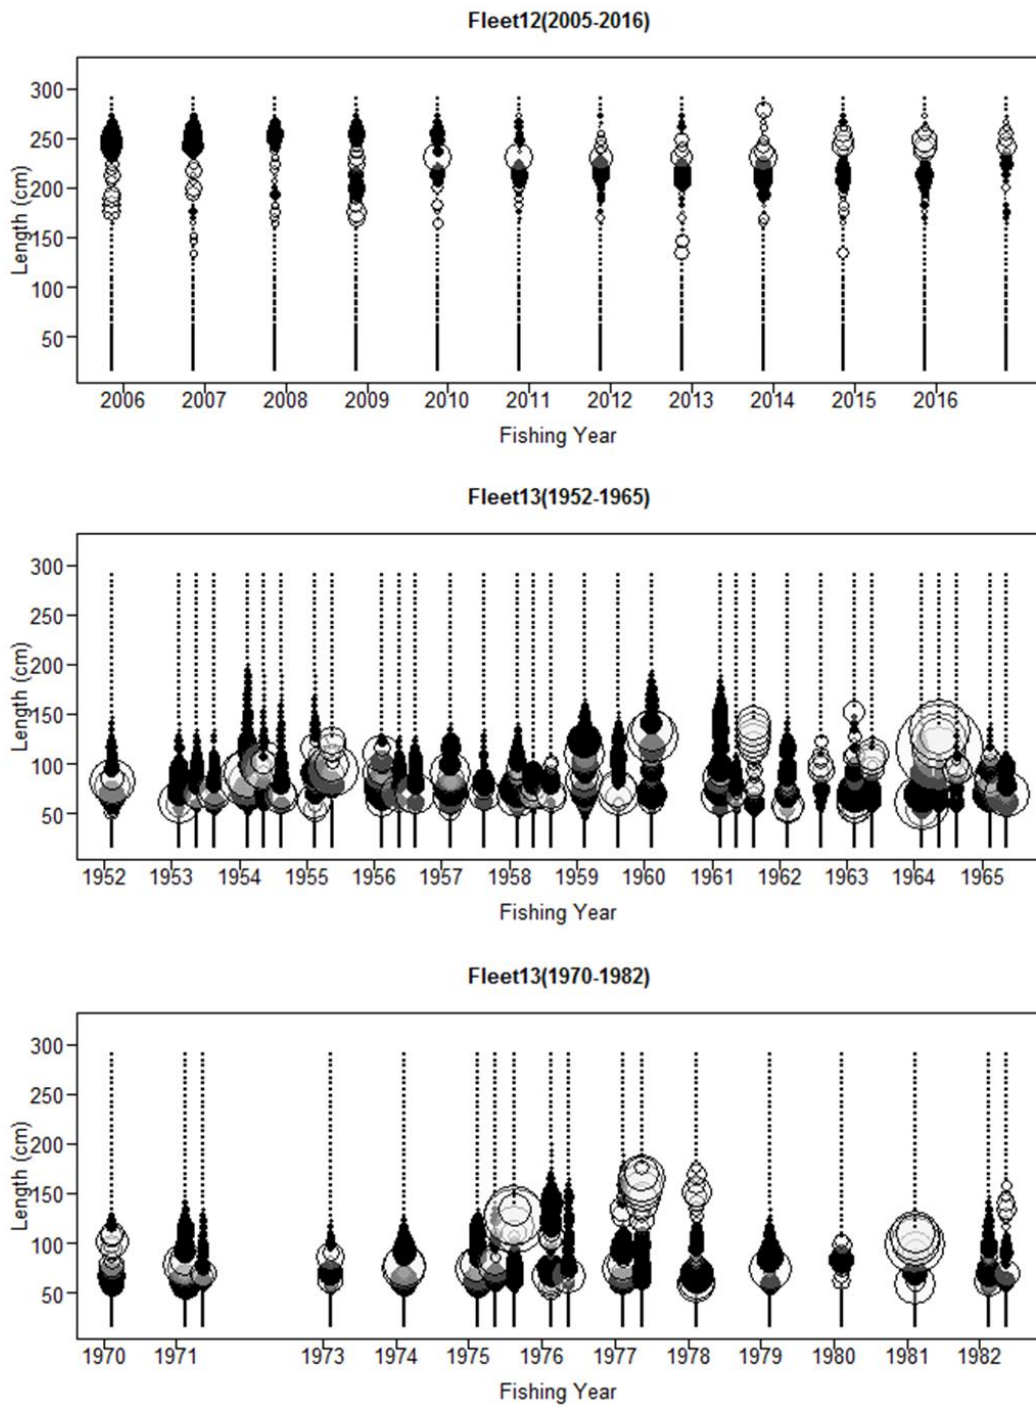 Fleet12(2005-2016)
300
250
200
150
100
50
Length (cm)
2006 2007 2008 2009 2010 2011 2012 2013 2014 2015 2016
Fishing Year
Fleet13(1952-1965)
300
250
200
150
100
50
Length (cm)
1952 1953 1954 1955 1956 1957 1958 1959 1960 1961 1962 1963 1964 1965
Fishing Year
Fleet13(1970-1982)
300
250
200
150
100
50
Length (cm)
1970 1971 1973 1974 1975 1976 1977 1978 1979 1980 1981 1982
Fishing Year